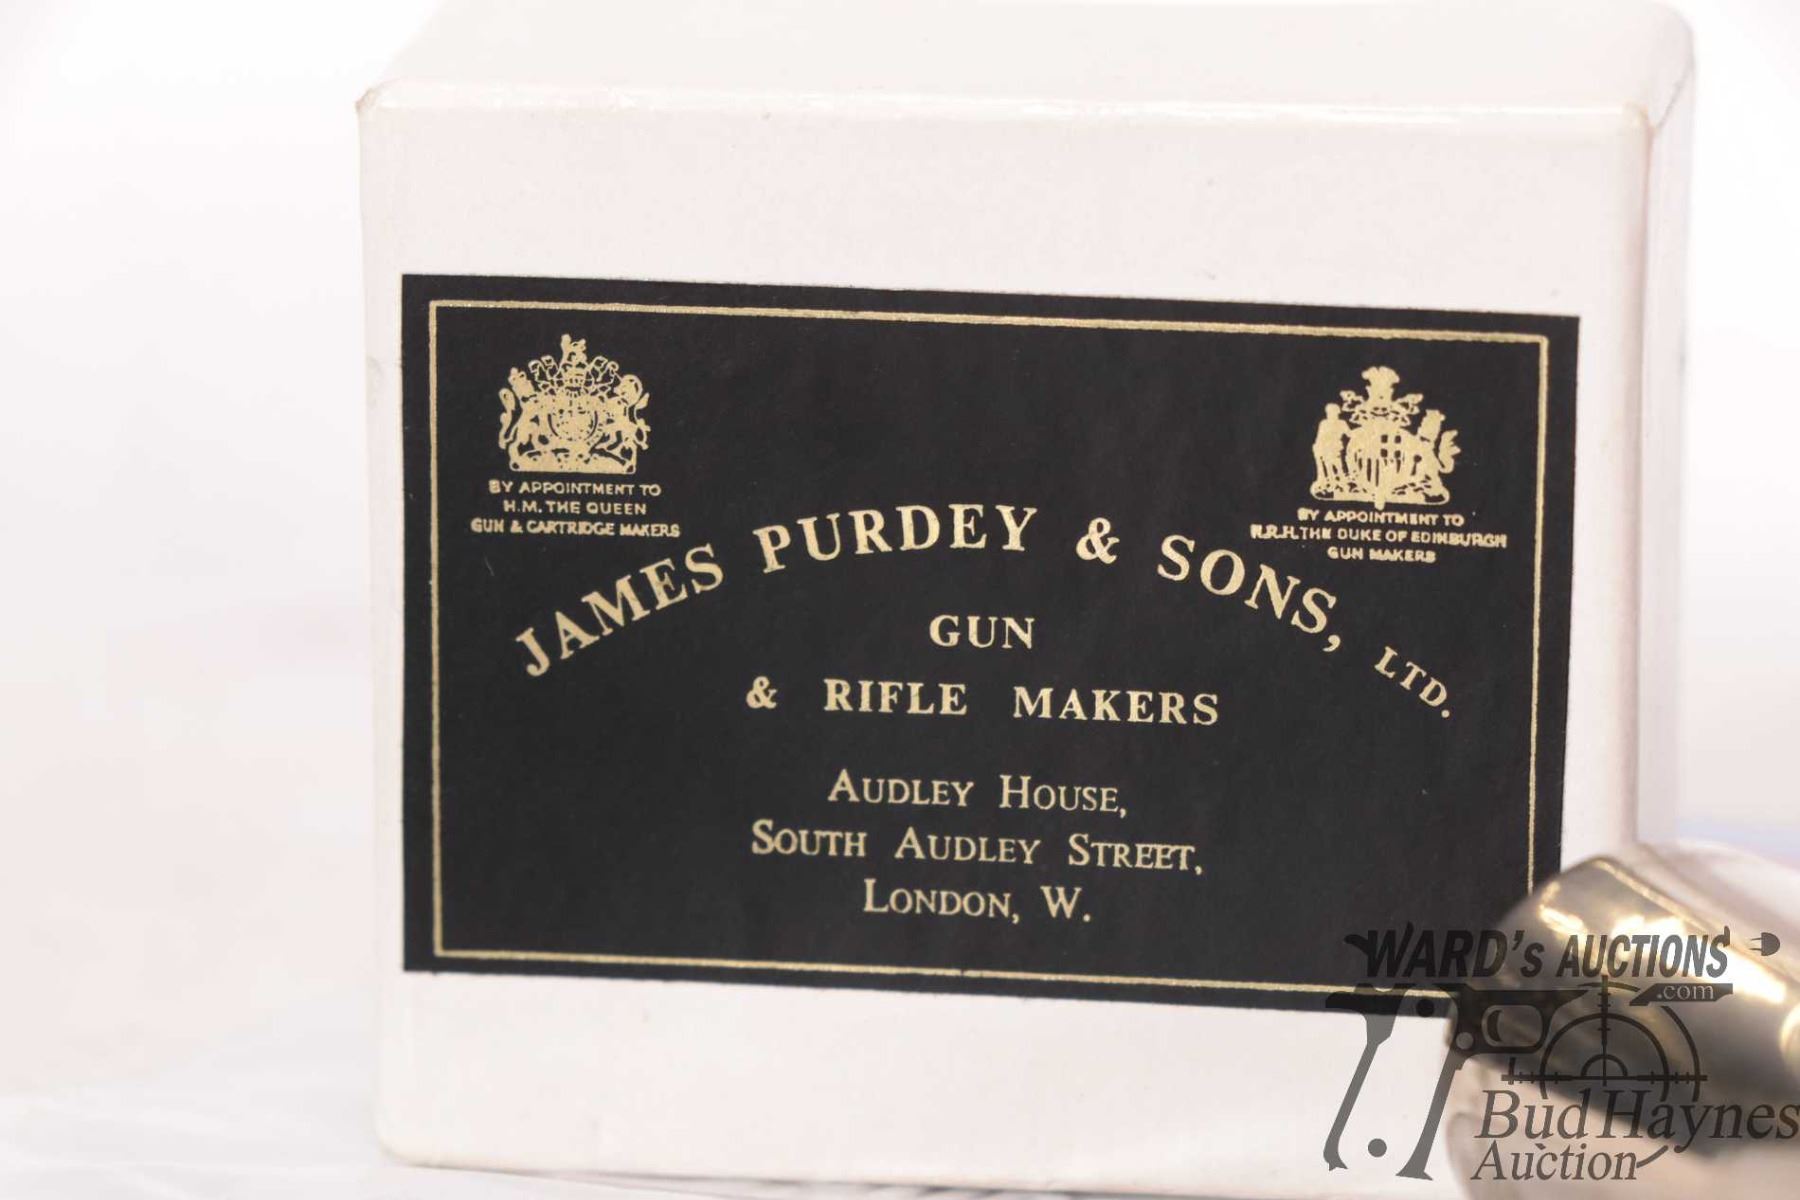 BY APPOINTMENT TO
H.M. THE QUEEN
GUN & CARTRIDGE MAKERS
BY APPOINTMENT TO
H.R.H. THE DUKE OF EDINBURGH
GUN MAKERS
JAMES PURDEY & SONS, LTD.
GUN
& RIFLE MAKERS
AUDLEY HOUSE,
SOUTH AUDLEY STREET,
LONDON, W.
WARD'S AUCTIONS
.com
Bud Haynes
Auction